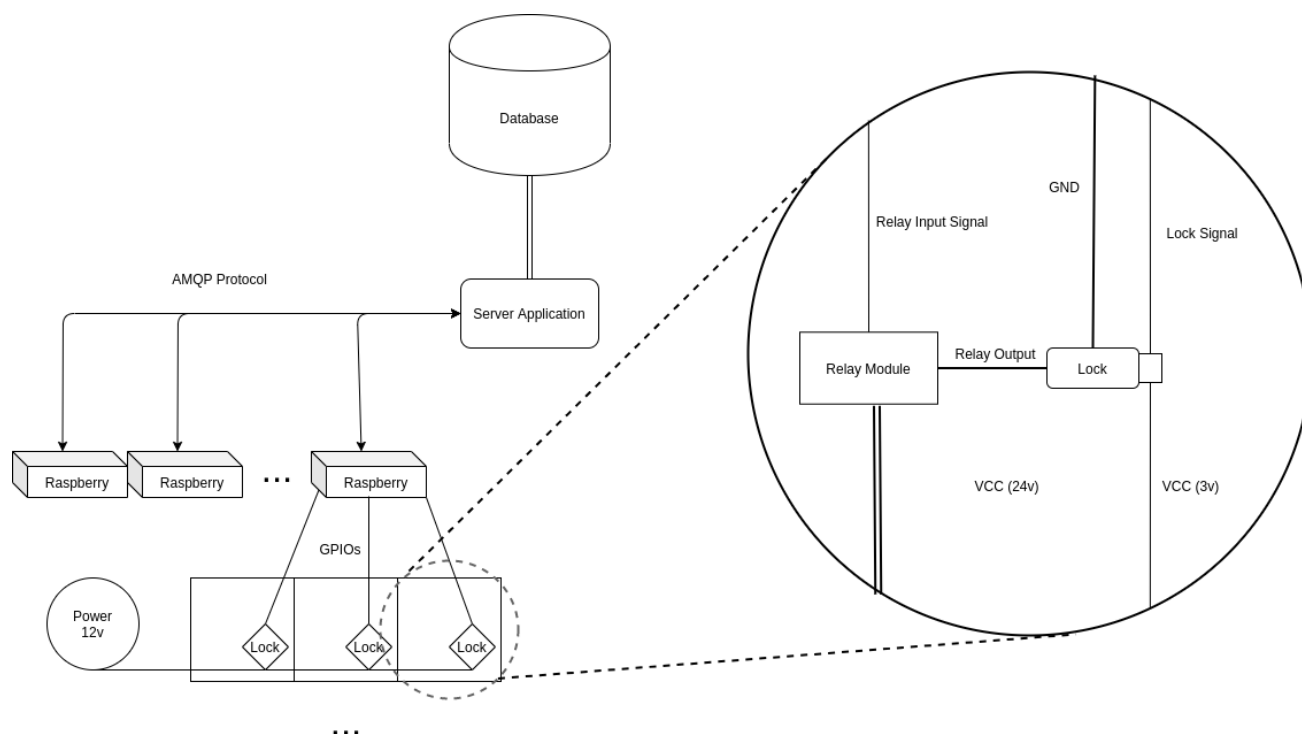 Database
AMQP Protocol
Server Application
Raspberry
Raspberry
...
Raspberry
GPIOs
Power
12v
Lock
Lock
Lock
...
GND
Relay Input Signal
Lock Signal
Relay Module
Relay Output
Lock
VCC (24v)
VCC (3v)